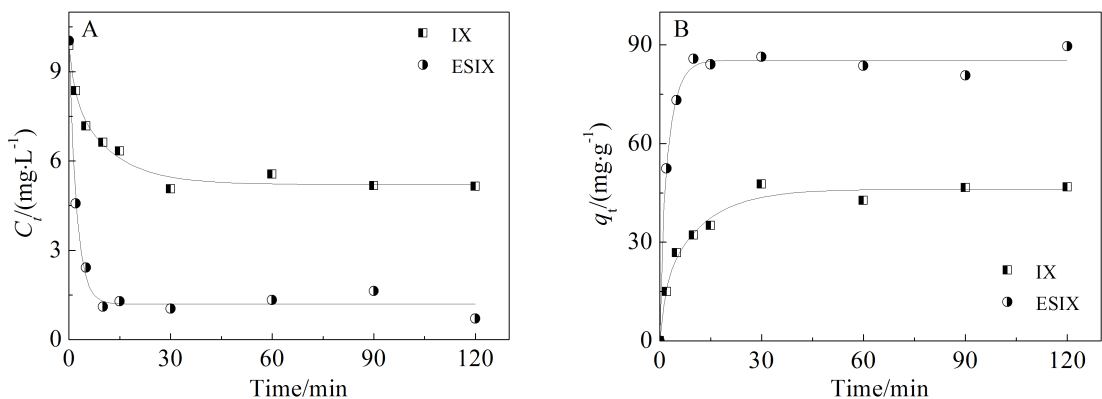 A
IX
ESIX
9
6
3
0
C_t/(mg·L⁻¹)
0 30 60 90 120
Time/min
B
90
60
30
0
q_t/(mg·g⁻¹)
IX
ESIX
0 30 60 90 120
Time/min